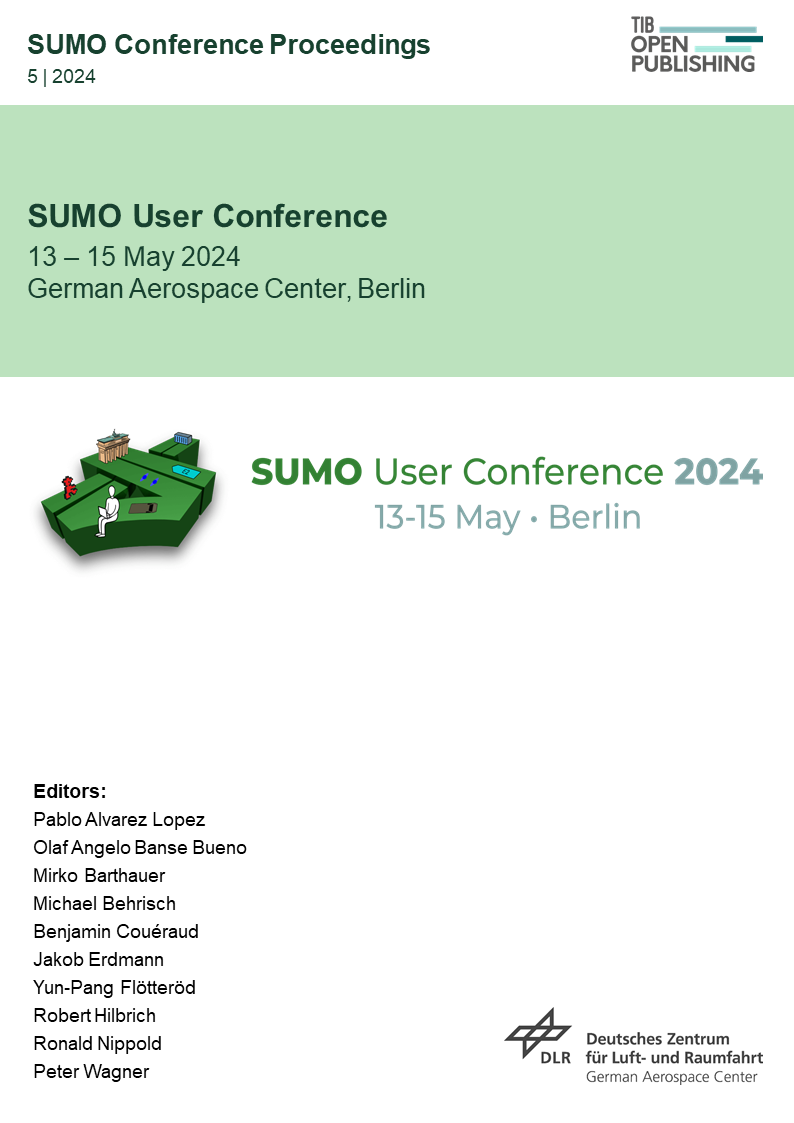 SUMO Conference Proceedings
5 | 2024
TIB
OPEN
PUBLISHING
SUMO User Conference
13 – 15 May 2024
German Aerospace Center, Berlin
SUMO User Conference 2024
13-15 May • Berlin
Editors:
Pablo Alvarez Lopez
Olaf Angelo Banse Bueno
Mirko Barthauer
Michael Behrisch
Benjamin Couéraud
Jakob Erdmann
Yun-Pang Flötteröd
Robert Hilbrich
Ronald Nippold
Peter Wagner
DLR
Deutsches Zentrum
für Luft- und Raumfahrt
German Aerospace Center